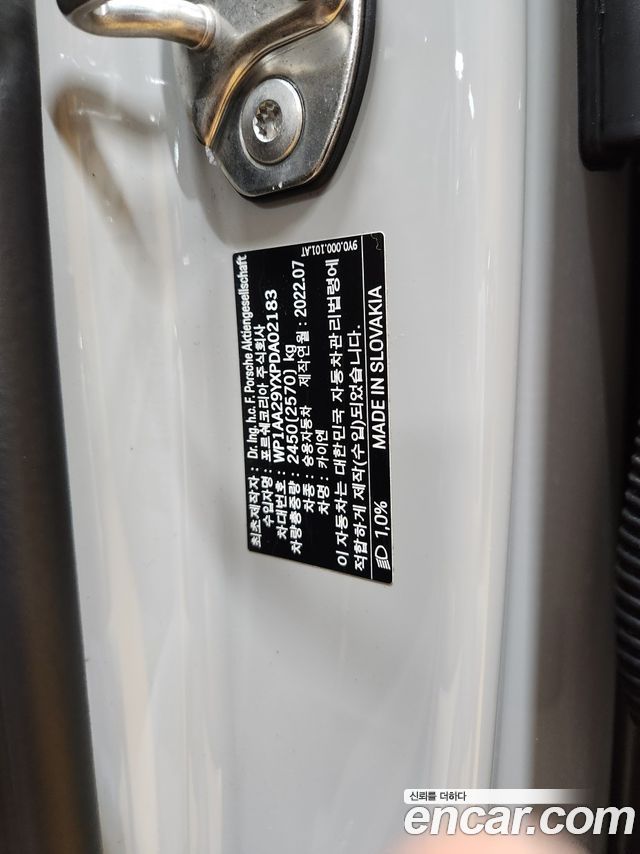 최초제작자 : Dr. Ing. h.c. F. Porsche Aktiengesellschaft
수입자명 : 포르쉐코리아 주식회사
차대번호 : WP1AA29YXPDA02183
차량총중량 : 2450(2570) kg
차종 : 승용자동차 제작연월 : 2022.07
차명 : 카이엔
이 자동차는 대한민국 자동차관리법령에
적합하게 제작(수입)되었습니다.
1,0% MADE IN SLOVAKIA
9Y0.000.101.AT
신뢰를 더하다
encar.com